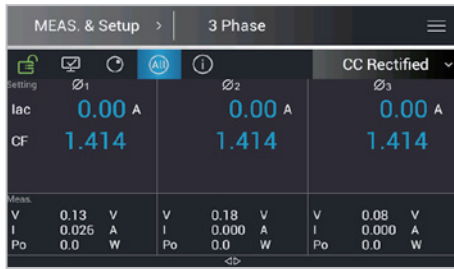 MEAS. & Setup > 3 Phase
All i CC Rectified
Setting Ø1 Ø2 Ø3
Iac 0.00 A 0.00 A 0.00 A
CF 1.414 1.414 1.414
Meas.
V 0.13 V V 0.18 V V 0.08 V
I 0.026 A I 0.000 A I 0.000 A
Po 0.0 W Po 0.0 W Po 0.0 W